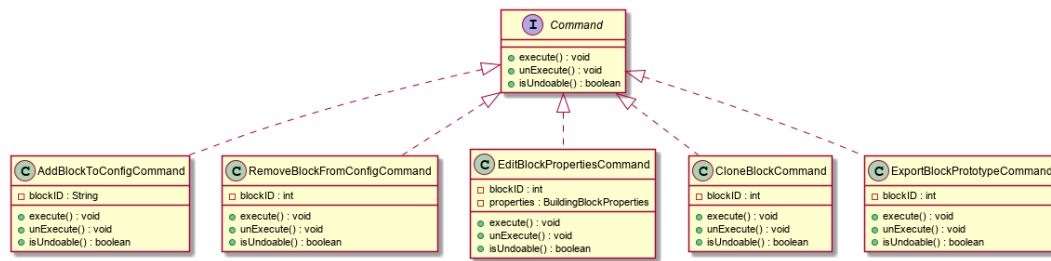 I Command
execute() : void
unExecute() : void
isUndoable() : boolean
C AddBlockToConfigCommand
blockID : String
execute() : void
unExecute() : void
isUndoable() : boolean
C RemoveBlockFromConfigCommand
blockID : int
execute() : void
unExecute() : void
isUndoable() : boolean
C EditBlockPropertiesCommand
blockID : int
properties : BuildingBlockProperties
execute() : void
unExecute() : void
isUndoable() : boolean
C CloneBlockCommand
blockID : int
execute() : void
unExecute() : void
isUndoable() : boolean
C ExportBlockPrototypeCommand
blockID : int
execute() : void
unExecute() : void
isUndoable() : boolean